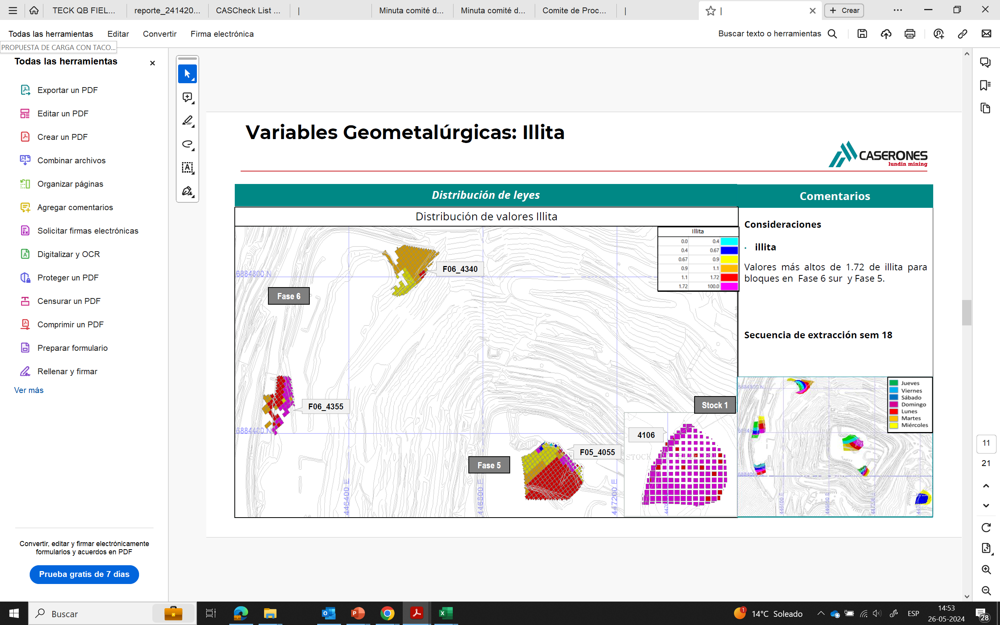 TECK QB FIEL...
reporte_241420...
CASCheck List ...
Minuta comité d...
Minuta comité d...
Comite de Proc...
Crear
Todas las herramientas
Editar
Convertir
Firma electrónica
Buscar texto o herramientas
PROPUESTA DE CARGA CON TACO...
Todas las herramientas
Exportar un PDF
Editar un PDF
Crear un PDF
Combinar archivos
Organizar páginas
Agregar comentarios
Solicitar firmas electrónicas
Digitalizar y OCR
Proteger un PDF
Censurar un PDF
Comprimir un PDF
Preparar formulario
Rellenar y firmar
Ver más
Convertir, editar y firmar electrónicamente
formularios y acuerdos en PDF
Prueba gratis de 7 días
Variables Geometalúrgicas: Illita
CASERONES
lundin mining
Distribución de leyes
Distribución de valores Illita
Illita
0.0 0.4
0.4 0.67
0.67 0.9
0.9 1.1
1.1 1.72
1.72 100.0
6884800 N
F06_4340
Fase 6
F06_4355
6884400 N
Stock 1
4106
F05_4055
Fase 5
446400 E
446800 E
447200 E
Comentarios
Consideraciones
· illita
Valores más altos de 1.72 de illita para
bloques en Fase 6 sur y Fase 5.
Secuencia de extracción sem 18
Jueves
Viernes
Sábado
Domingo
Lunes
Martes
Miércoles
6884800 N
6884400 N
446400 E
446800 E
447200 E
11
21
Buscar
14°C Soleado
ESP
14:53
26-05-2024
28